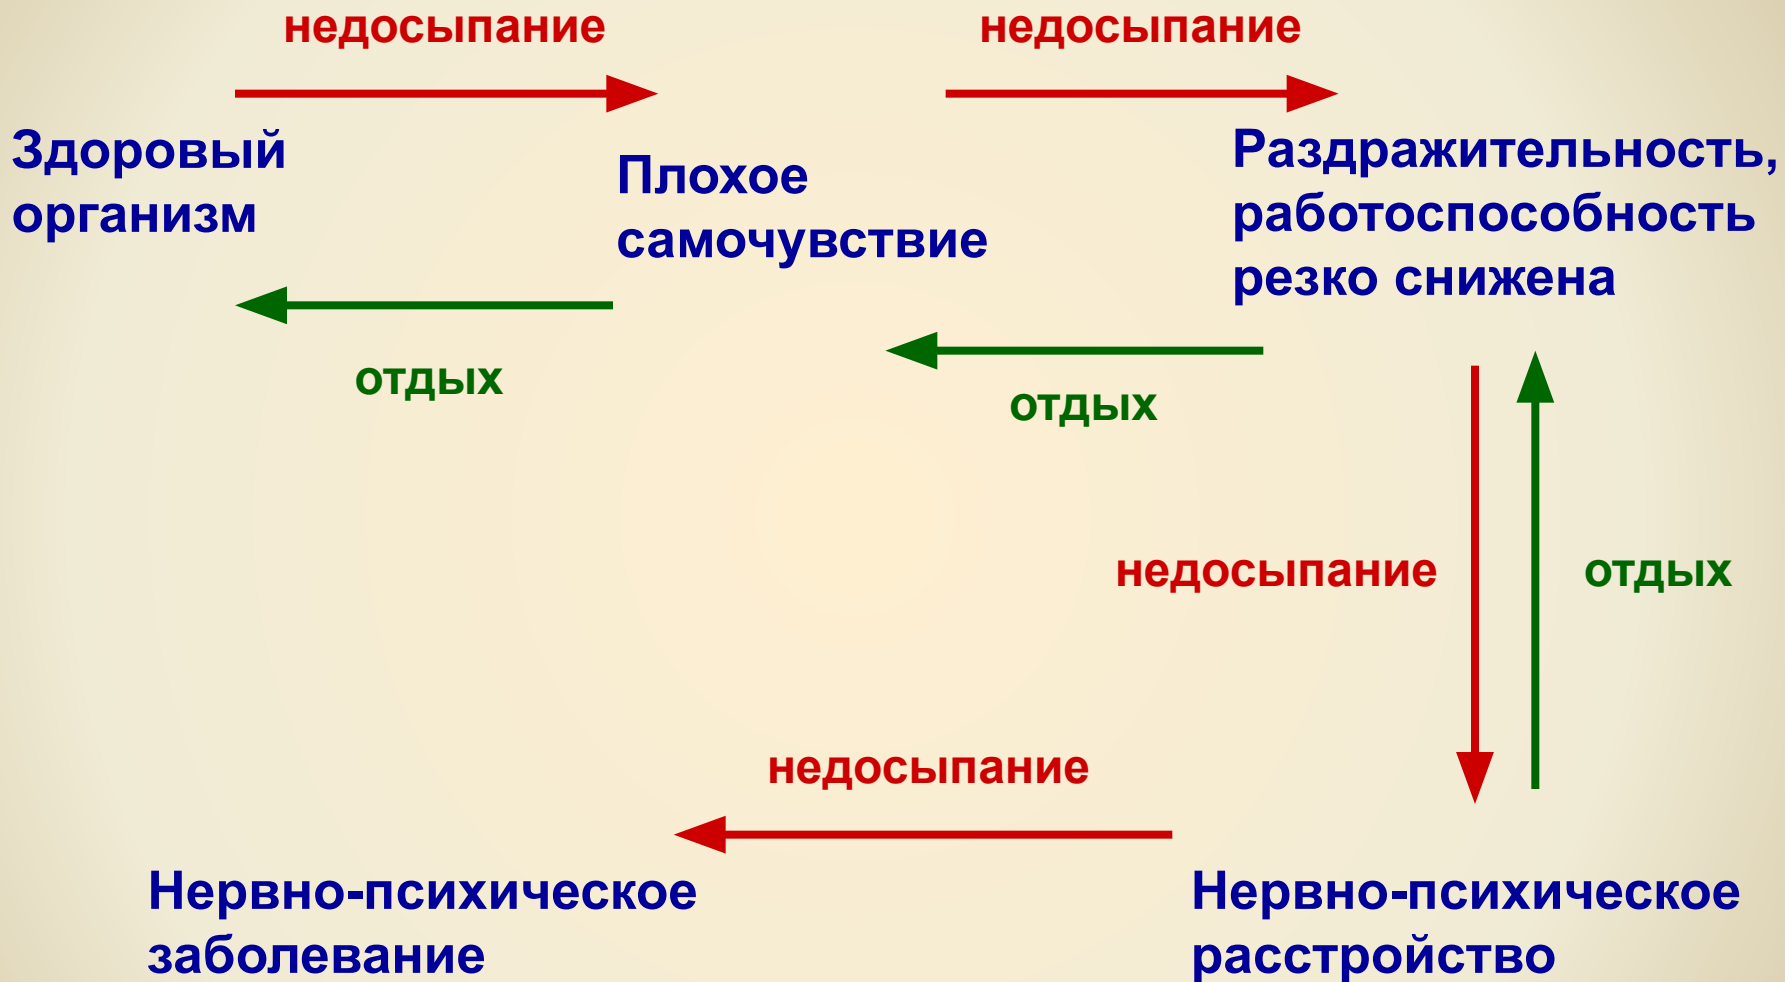 недосыпание
недосыпание
Здоровый
организм
Плохое
самочувствие
Раздражительность,
работоспособность
резко снижена
отдых
отдых
недосыпание
отдых
недосыпание
Нервно-психическое
заболевание
Нервно-психическое
расстройство